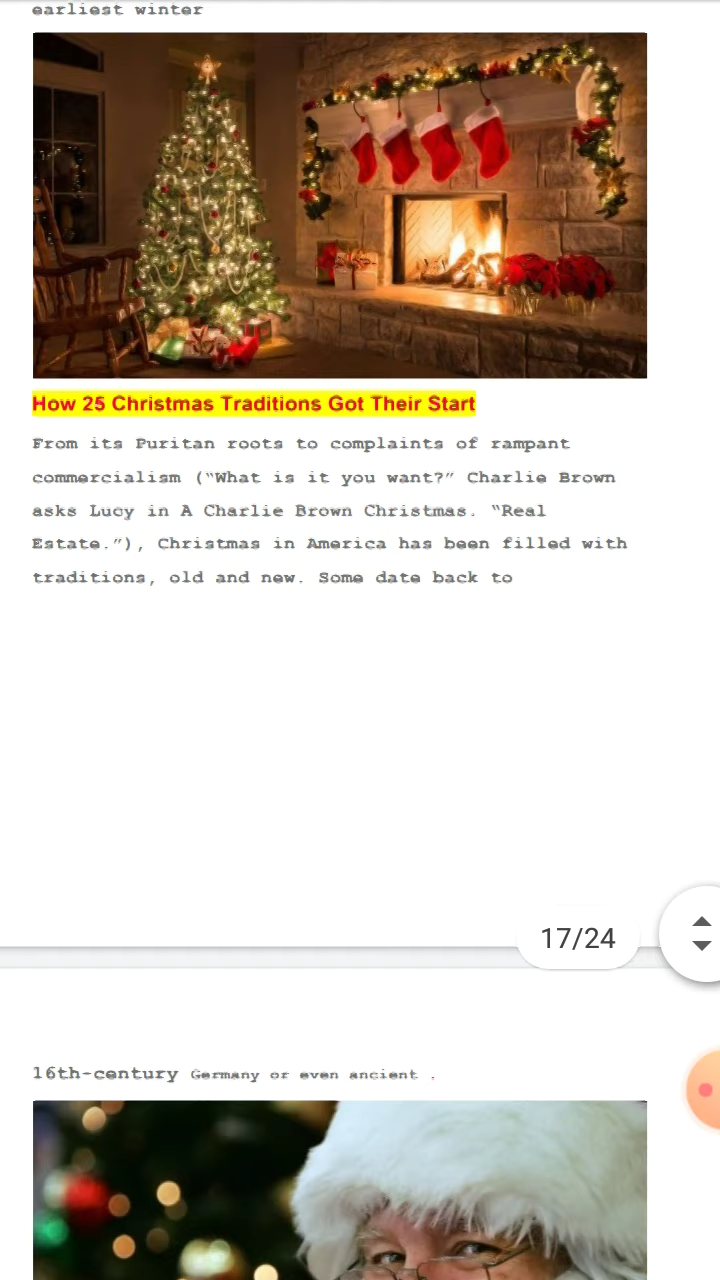 earliest winter
How 25 Christmas Traditions Got Their Start
From its Puritan roots to complaints of rampant
commercialism (“What is it you want?” Charlie Brown
asks Lucy in A Charlie Brown Christmas. “Real
Estate.”), Christmas in America has been filled with
traditions, old and new. Some date back to
17/24
16th-century Germany or even ancient .